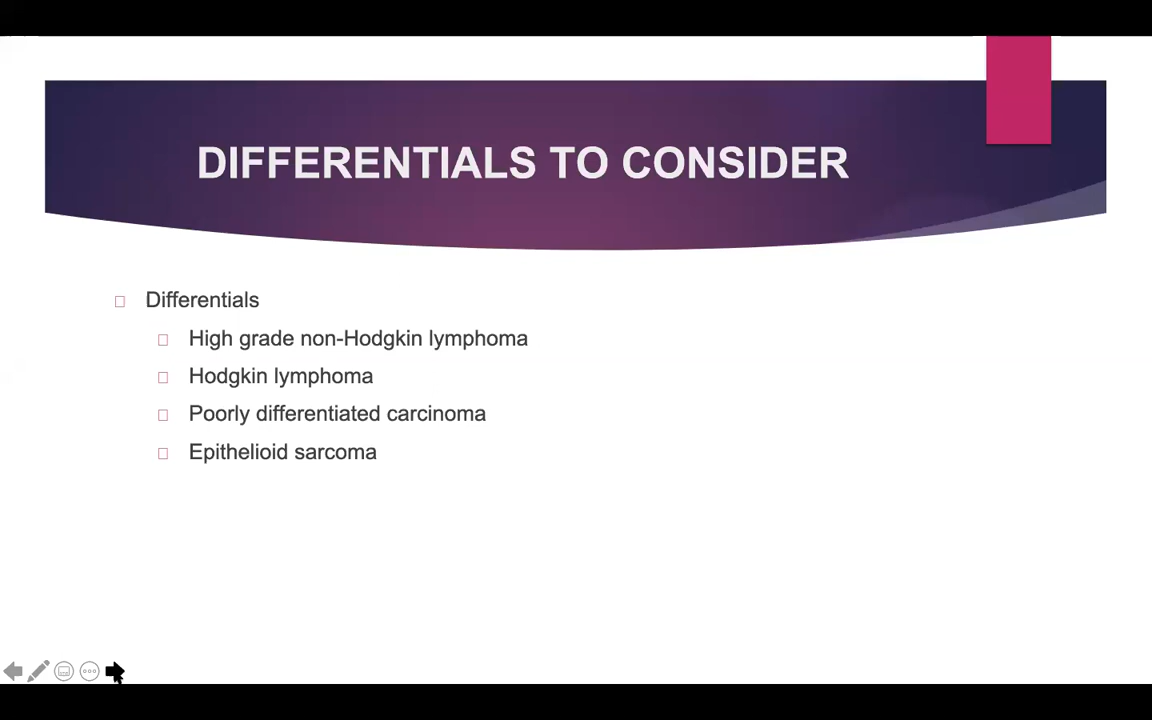 DIFFERENTIALS TO CONSIDER
Differentials
High grade non-Hodgkin lymphoma
Hodgkin lymphoma
Poorly differentiated carcinoma
Epithelioid sarcoma